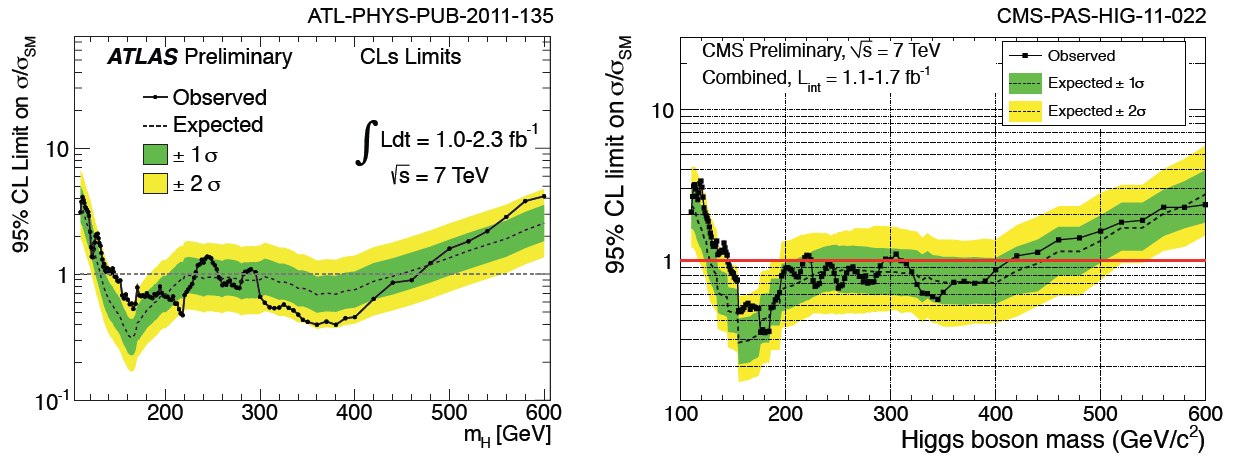 ATL-PHYS-PUB-2011-135
95% CL Limit on σ/σSM
ATLAS Preliminary
CLs Limits
Observed
Expected
± 1 σ
± 2 σ
∫ Ldt = 1.0-2.3 fb-1
√s = 7 TeV
10
1
10-1
200 300 400 500 600
mH [GeV]
CMS-PAS-HIG-11-022
95% CL limit on σ/σSM
CMS Preliminary, √s = 7 TeV
Combined, Lint = 1.1-1.7 fb-1
Observed
Expected ± 1σ
Expected ± 2σ
10
1
100 200 300 400 500 600
Higgs boson mass (GeV/c2)